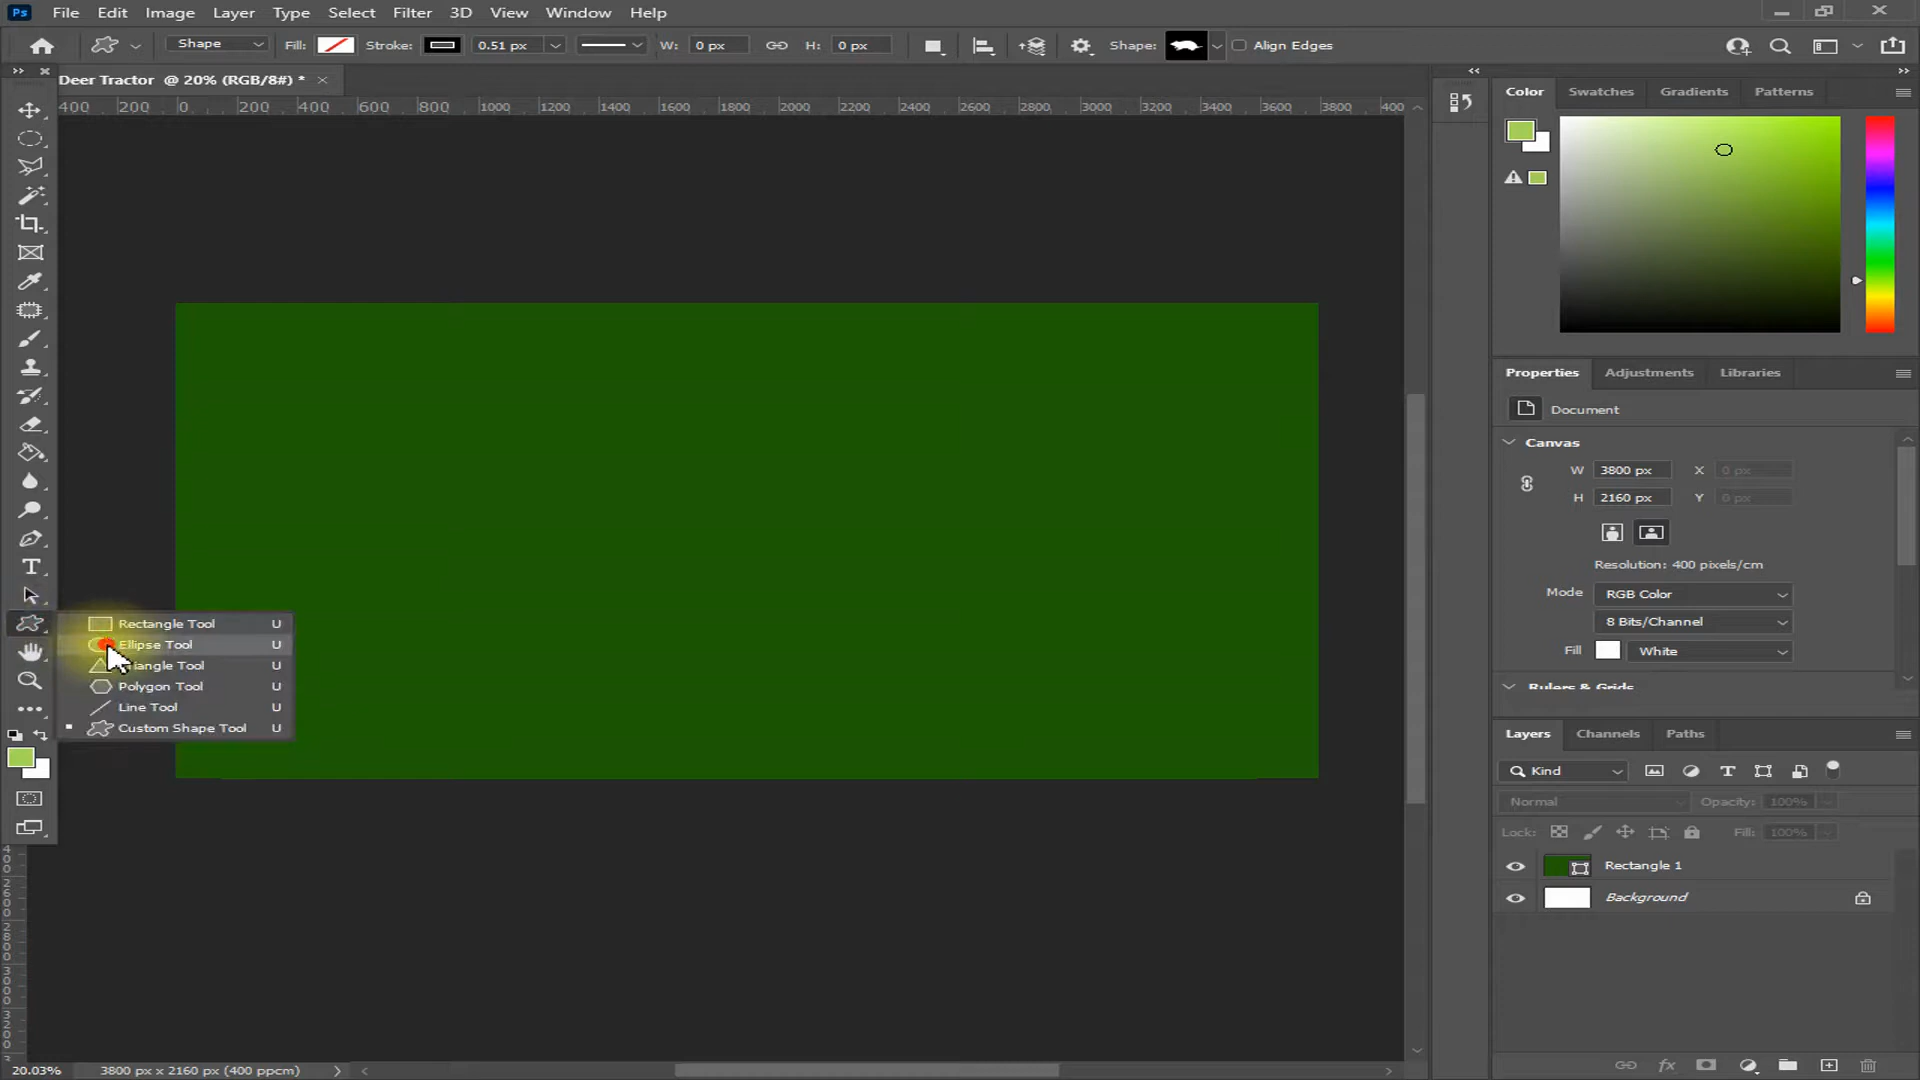 Ps File Edit Image Layer Type Select Filter 3D View Window Help
Shape Fill: Stroke: 0.51 px W: 0 px H: 0 px Shape: Align Edges
Deer Tractor @ 20% (RGB/8#) *
400 200 0 200 400 600 800 1000 1200 1400 1600 1800 2000 2200 2400 2600 2800 3000 3200 3400 3600 3800 400
Color Swatches Gradients Patterns
Properties Adjustments Libraries
Document
Canvas
W 3800 px X 0 px
H 2160 px Y 0 px
Resolution: 400 pixels/cm
Mode RGB Color
8 Bits/Channel
Fill White
Rulers & Grids
Rectangle Tool U
Ellipse Tool U
iangle Tool U
Polygon Tool U
Line Tool U
Custom Shape Tool U
Layers Channels Paths
Kind
Normal Opacity: 100%
Lock: Fill: 100%
Rectangle 1
Background
20.03% 3800 px x 2160 px (400 ppcm)